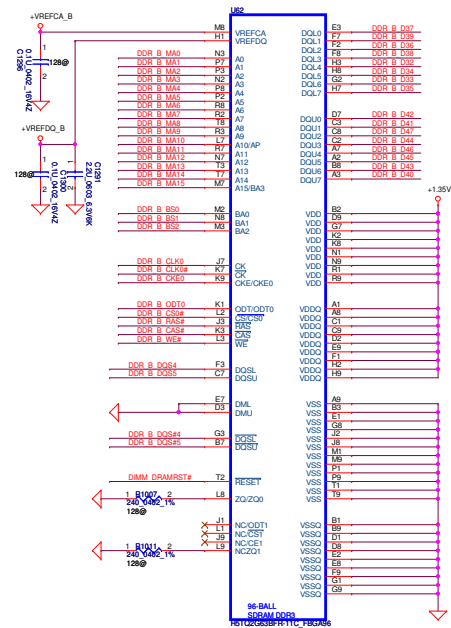 U62
+VREFCA_B
M8 VREFCA
H1 VREFDQ
C1296
0.1U_0402_16V4Z
128@
1
2
+VREFDQ_B
128@
C1300
0.1U_0402_16V4Z
1
2
C1291
2.2U_0603_6.3V6K
1
2
DDR_B_MA0 N3 A0
DDR_B_MA1 P7 A1
DDR_B_MA2 P3 A2
DDR_B_MA3 N2 A3
DDR_B_MA4 P8 A4
DDR_B_MA5 P2 A5
DDR_B_MA6 R8 A6
DDR_B_MA7 R2 A7
DDR_B_MA8 T8 A8
DDR_B_MA9 R3 A9
DDR_B_MA10 L7 A10/AP
DDR_B_MA11 R7 A11
DDR_B_MA12 N7 A12
DDR_B_MA13 T3 A13
DDR_B_MA14 T7 A14
DDR_B_MA15 M7 A15/BA3
DDR_B_BS0 M2 BA0
DDR_B_BS1 N8 BA1
DDR_B_BS2 M3 BA2
DDR_B_CLK0 J7 CK
DDR_B_CLK0# K7 CK
DDR_B_CKE0 K9 CKE/CKE0
DDR_B_ODT0 K1 ODT/ODT0
DDR_B_CS0# L2 CS/CS0
DDR_B_RAS# J3 RAS
DDR_B_CAS# K3 CAS
DDR_B_WE# L3 WE
DDR_B_DQS4 F3 DQSL
DDR_B_DQS5 C7 DQSU
E7 DML
D3 DMU
DDR_B_DQS#4 G3 DQSL
DDR_B_DQS#5 B7 DQSU
DIMM_DRAMRST# T2 RESET
1 R1007 2 L8 ZQ/ZQ0
240_0402_1%
128@
J1 NC/ODT1
L1 NC/CS1
J9 NC/CE1
L9 NCZQ1
1 R1011 2
240_0402_1%
128@
DQL0 E3 DDR_B_D37
DQL1 F7 DDR_B_D39
DQL2 F2 DDR_B_D36
DQL3 F8 DDR_B_D38
DQL4 H3 DDR_B_D32
DQL5 H8 DDR_B_D34
DQL6 G2 DDR_B_D33
DQL7 H7 DDR_B_D35
DQU0 D7 DDR_B_D42
DQU1 C3 DDR_B_D41
DQU2 C8 DDR_B_D47
DQU3 C2 DDR_B_D44
DQU4 A7 DDR_B_D46
DQU5 A2 DDR_B_D45
DQU6 B8 DDR_B_D43
DQU7 A3 DDR_B_D40
+1.35V
VDD B2
VDD D9
VDD G7
VDD K2
VDD K8
VDD N1
VDD N9
VDD R1
VDD R9
VDDQ A1
VDDQ A8
VDDQ C1
VDDQ C9
VDDQ D2
VDDQ E9
VDDQ F1
VDDQ H2
VDDQ H9
VSS A9
VSS B3
VSS E1
VSS G8
VSS J2
VSS J8
VSS M1
VSS M9
VSS P1
VSS P9
VSS T1
VSS T9
VSSQ B1
VSSQ B9
VSSQ D1
VSSQ D8
VSSQ E2
VSSQ E8
VSSQ F9
VSSQ G1
VSSQ G9
96-BALL
SDRAM DDR3
H5TQ2G63BFR-11C_FBGA96